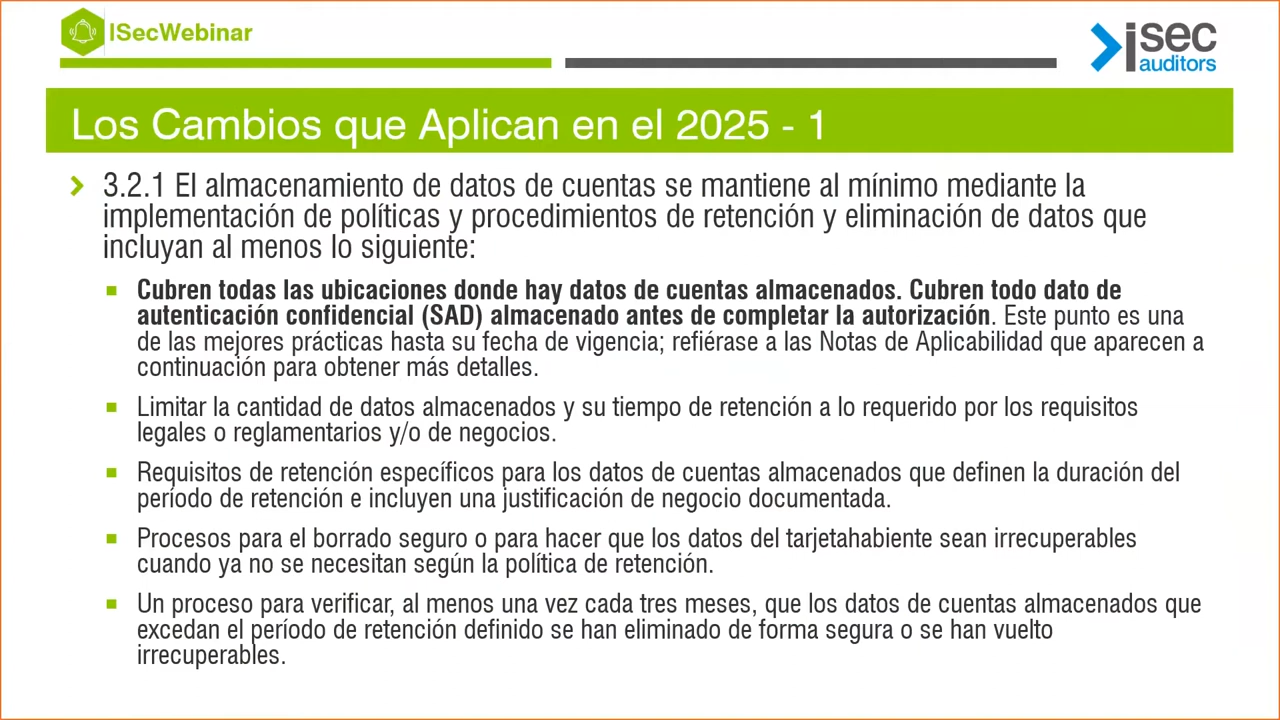 ISecWebinar
isec
auditors
Los Cambios que Aplican en el 2025 - 1
3.2.1 El almacenamiento de datos de cuentas se mantiene al mínimo mediante la
implementación de políticas y procedimientos de retención y eliminación de datos que
incluyan al menos lo siguiente:
Cubren todas las ubicaciones donde hay datos de cuentas almacenados. Cubren todo dato de
autenticación confidencial (SAD) almacenado antes de completar la autorización. Este punto es una
de las mejores prácticas hasta su fecha de vigencia; refiérase a las Notas de Aplicabilidad que aparecen a
continuación para obtener más detalles.
Limitar la cantidad de datos almacenados y su tiempo de retención a lo requerido por los requisitos
legales o reglamentarios y/o de negocios.
Requisitos de retención específicos para los datos de cuentas almacenados que definen la duración del
período de retención e incluyen una justificación de negocio documentada.
Procesos para el borrado seguro o para hacer que los datos del tarjetahabiente sean irrecuperables
cuando ya no se necesitan según la política de retención.
Un proceso para verificar, al menos una vez cada tres meses, que los datos de cuentas almacenados que
excedan el período de retención definido se han eliminado de forma segura o se han vuelto
irrecuperables.